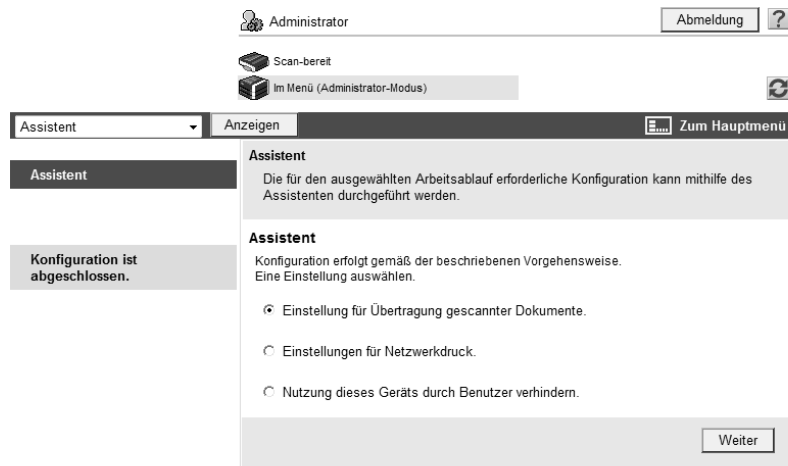 Administrator
Abmeldung
?
Scan-bereit
Im Menü (Administrator-Modus)
Assistent
Anzeigen
Zum Hauptmenü
Assistent
Konfiguration ist
abgeschlossen.
Assistent
Die für den ausgewählten Arbeitsablauf erforderliche Konfiguration kann mithilfe des
Assistenten durchgeführt werden.
Assistent
Konfiguration erfolgt gemäß der beschriebenen Vorgehensweise.
Eine Einstellung auswählen.
Einstellung für Übertragung gescannter Dokumente.
Einstellungen für Netzwerkdruck.
Nutzung dieses Geräts durch Benutzer verhindern.
Weiter